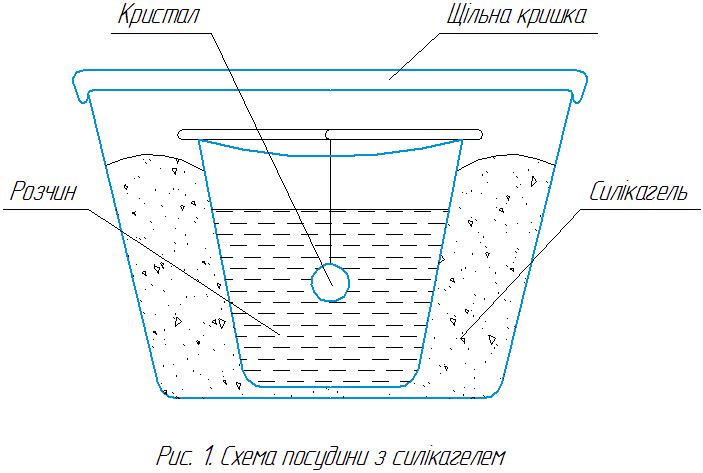 Кристал
Щільна кришка
Розчин
Силікагель
Рис. 1. Схема посудини з силікагелем